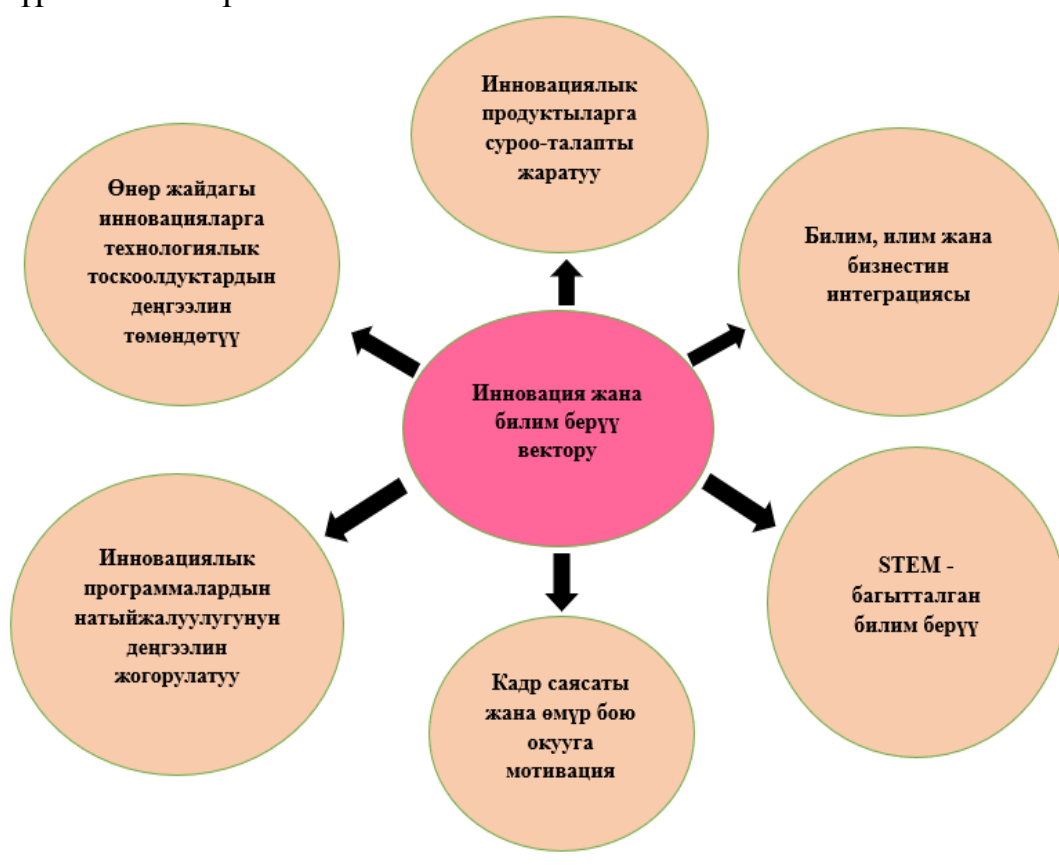 Инновациялык
продуктыларга
суроо-талапты
жаратуу
Өнөр жайдагы
инновацияларга
технологиялык
тоскоолдуктардын
деңгээлин
төмөндөтүү
Билим, илим жана
бизнестин
интеграциясы
Инновация жана
билим берүү
вектору
Инновациялык
программалардын
натыйжалуулугунун
деңгээлин
жогорулатуу
STEM -
багытталган
билим берүү
Кадр саясаты
жана өмүр бою
окууга
мотивация